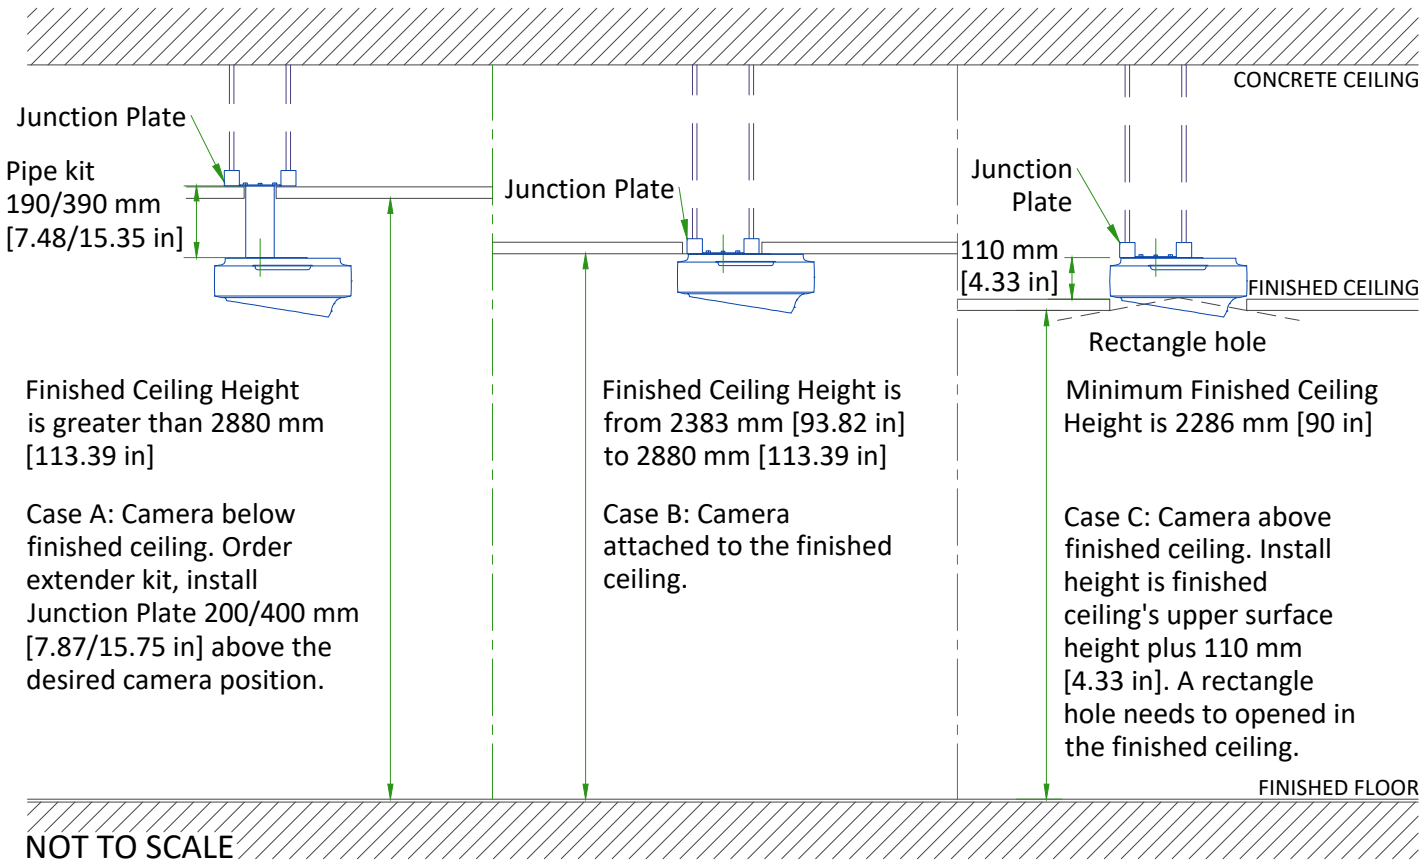 CONCRETE CEILING
Junction Plate
Pipe kit
190/390 mm
[7.48/15.35 in]
Finished Ceiling Height
is greater than 2880 mm
[113.39 in]
Case A: Camera below
finished ceiling. Order
extender kit, install
Junction Plate 200/400 mm
[7.87/15.75 in] above the
desired camera position.
Junction Plate
Finished Ceiling Height is
from 2383 mm [93.82 in]
to 2880 mm [113.39 in]
Case B: Camera
attached to the finished
ceiling.
Junction
Plate
110 mm
[4.33 in]
FINISHED CEILING
Rectangle hole
Minimum Finished Ceiling
Height is 2286 mm [90 in]
Case C: Camera above
finished ceiling. Install
height is finished
ceiling's upper surface
height plus 110 mm
[4.33 in]. A rectangle
hole needs to opened in
the finished ceiling.
FINISHED FLOOR
NOT TO SCALE